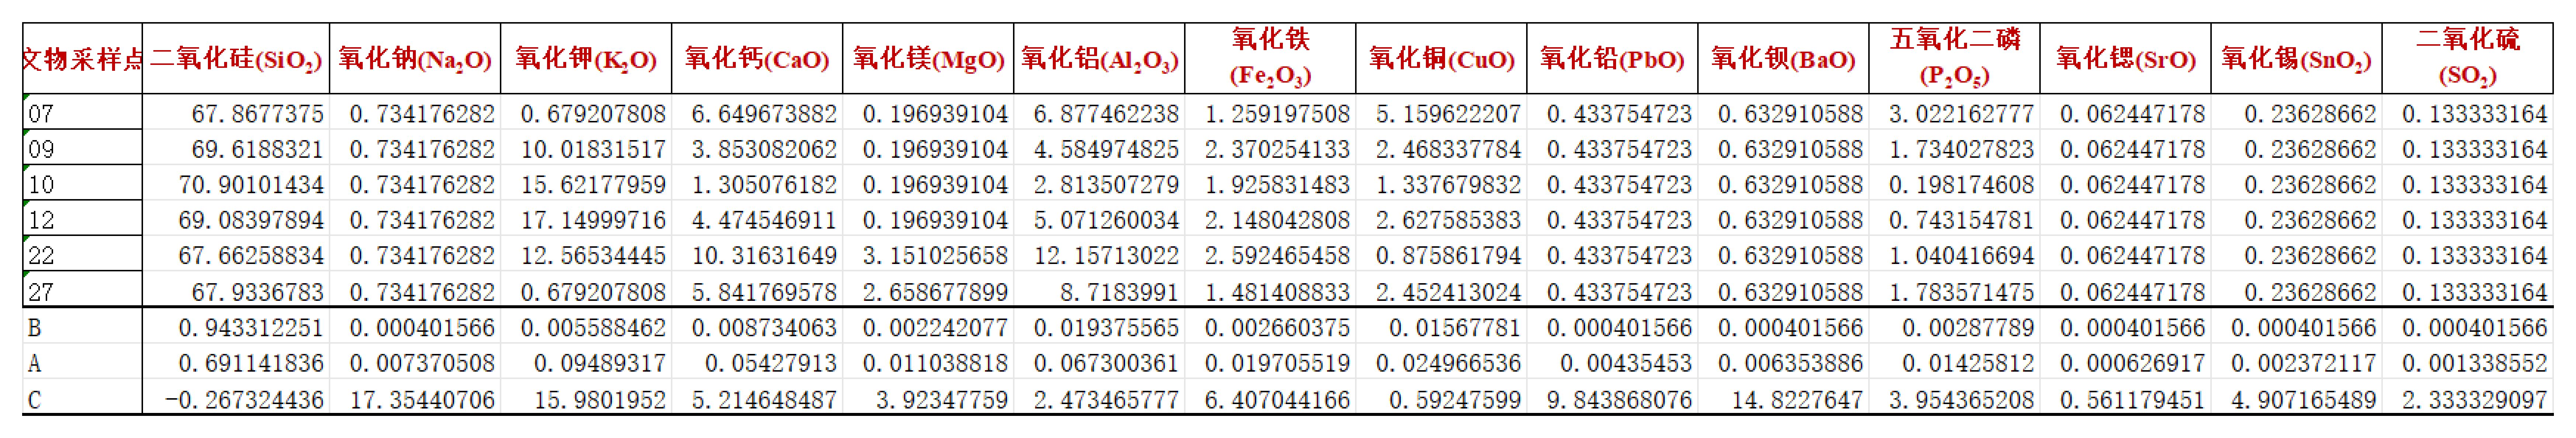 文物采样点 二氧化硅(SiO₂) 氧化钠(Na₂O) 氧化钾(K₂O) 氧化钙(CaO) 氧化镁(MgO) 氧化铝(Al₂O₃) 氧化铁(Fe₂O₃) 氧化铜(CuO) 氧化铅(PbO) 氧化钡(BaO) 五氧化二磷(P₂O₅) 氧化锶(SrO) 氧化锡(SnO₂) 二氧化硫(SO₂)
07 67.8677375 0.734176282 0.679207808 6.649673882 0.196939104 6.877462238 1.259197508 5.159622207 0.433754723 0.632910588 3.022162777 0.062447178 0.23628662 0.133333164
09 69.6188321 0.734176282 10.01831517 3.853082062 0.196939104 4.584974825 2.370254133 2.468337784 0.433754723 0.632910588 1.734027823 0.062447178 0.23628662 0.133333164
10 70.90101434 0.734176282 15.62177959 1.305076182 0.196939104 2.813507279 1.925831483 1.337679832 0.433754723 0.632910588 0.198174608 0.062447178 0.23628662 0.133333164
12 69.08397894 0.734176282 17.14999716 4.474546911 0.196939104 5.071260034 2.148042808 2.627585383 0.433754723 0.632910588 0.743154781 0.062447178 0.23628662 0.133333164
22 67.66258834 0.734176282 12.56534445 10.31631649 3.151025658 12.15713022 2.592465458 0.875861794 0.433754723 0.632910588 1.040416694 0.062447178 0.23628662 0.133333164
27 67.9336783 0.734176282 0.679207808 5.841769578 2.658677899 8.7183991 1.481408833 2.452413024 0.433754723 0.632910588 1.783571475 0.062447178 0.23628662 0.133333164
B 0.943312251 0.000401566 0.005588462 0.008734063 0.002242077 0.019375565 0.002660375 0.01567781 0.000401566 0.000401566 0.00287789 0.000401566 0.000401566 0.000401566
A 0.691141836 0.007370508 0.09489317 0.05427913 0.011038818 0.067300361 0.019705519 0.024966536 0.00435453 0.006353886 0.01425812 0.000626917 0.002372117 0.001338552
C -0.267324436 17.35440706 15.9801952 5.214648487 3.92347759 2.473465777 6.407044166 0.59247599 9.843868076 14.8227647 3.954365208 0.561179451 4.907165489 2.333329097